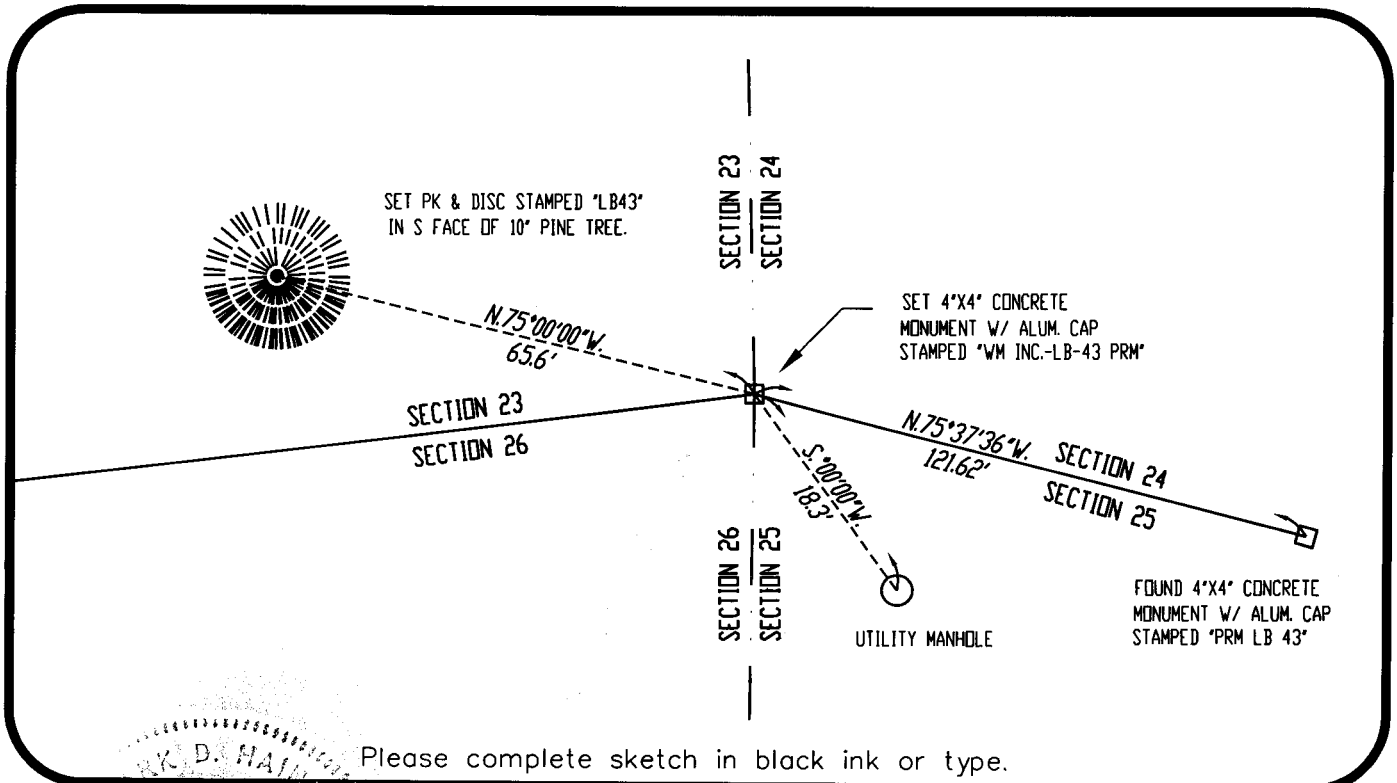 SECTION 23
SECTION 24
SET PK & DISC STAMPED "LB43"
IN S FACE OF 10" PINE TREE.
SET 4"X4" CONCRETE
MONUMENT W/ ALUM. CAP
STAMPED "WM INC.-LB-43 PRM"
N.75°00'00"W.
65.6'
SECTION 23
SECTION 26
N.75°37'36"W.
121.62'
SECTION 24
SECTION 25
S.°00'00"W.
18.3'
SECTION 26
SECTION 25
UTILITY MANHOLE
FOUND 4"X4" CONCRETE
MONUMENT W/ ALUM. CAP
STAMPED "PRM LB 43"
D.
Please complete sketch in black ink or type.